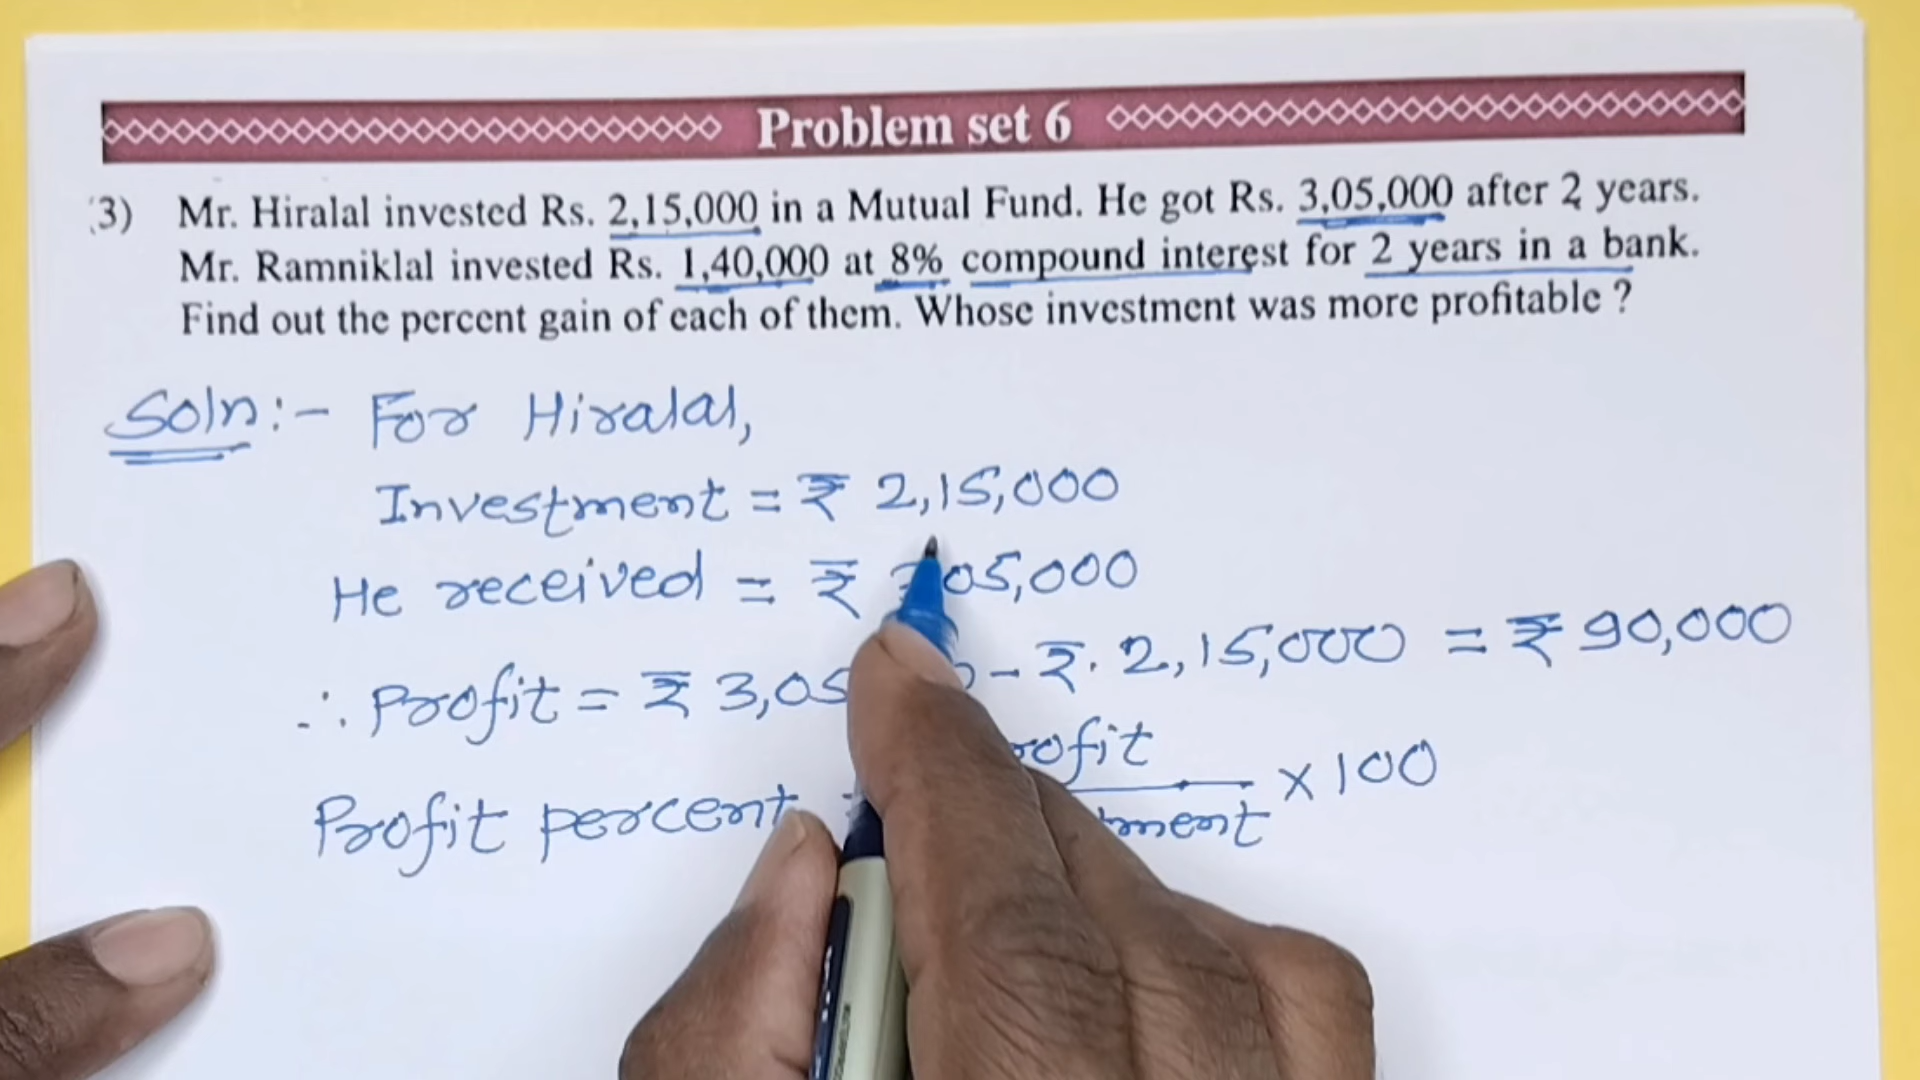 Problem set 6
3) Mr. Hiralal invested Rs. 2,15,000 in a Mutual Fund. He got Rs. 3,05,000 after 2 years.
Mr. Ramniklal invested Rs. 1,40,000 at 8% compound interest for 2 years in a bank.
Find out the percent gain of each of them. Whose investment was more profitable ?
Soln:- For Hiralal,
Investment = ₹ 2,15,000
He received = ₹ 05,000
∴ Profit = ₹ 3,05 - ₹. 2,15,000 = ₹ 90,000
Profit percent × 100